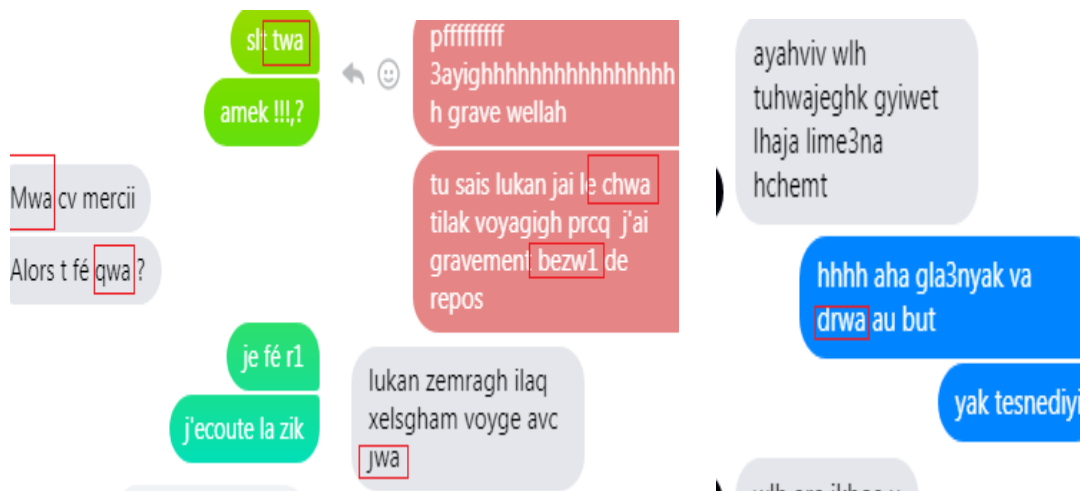 slt twa
amek !!!,?
Mwa cv mercii
Alors t fé qwa ?
je fé r1
j'ecoute la zik
pfffffffff
3ayighhhhhhhhhhhhhhhhh
h grave wellah
tu sais lukan jai le chwa
tilak voyagigh prcq j'ai
gravement bezw1 de
repos
lukan zemragh ilaq
xelsgham voyge avc
jwa
ayahviv wlh
tuhwajeghk gyiwet
lhaja lime3na
hchemt
hhhh aha gla3nyak va
drwa au but
yak tesnediyi